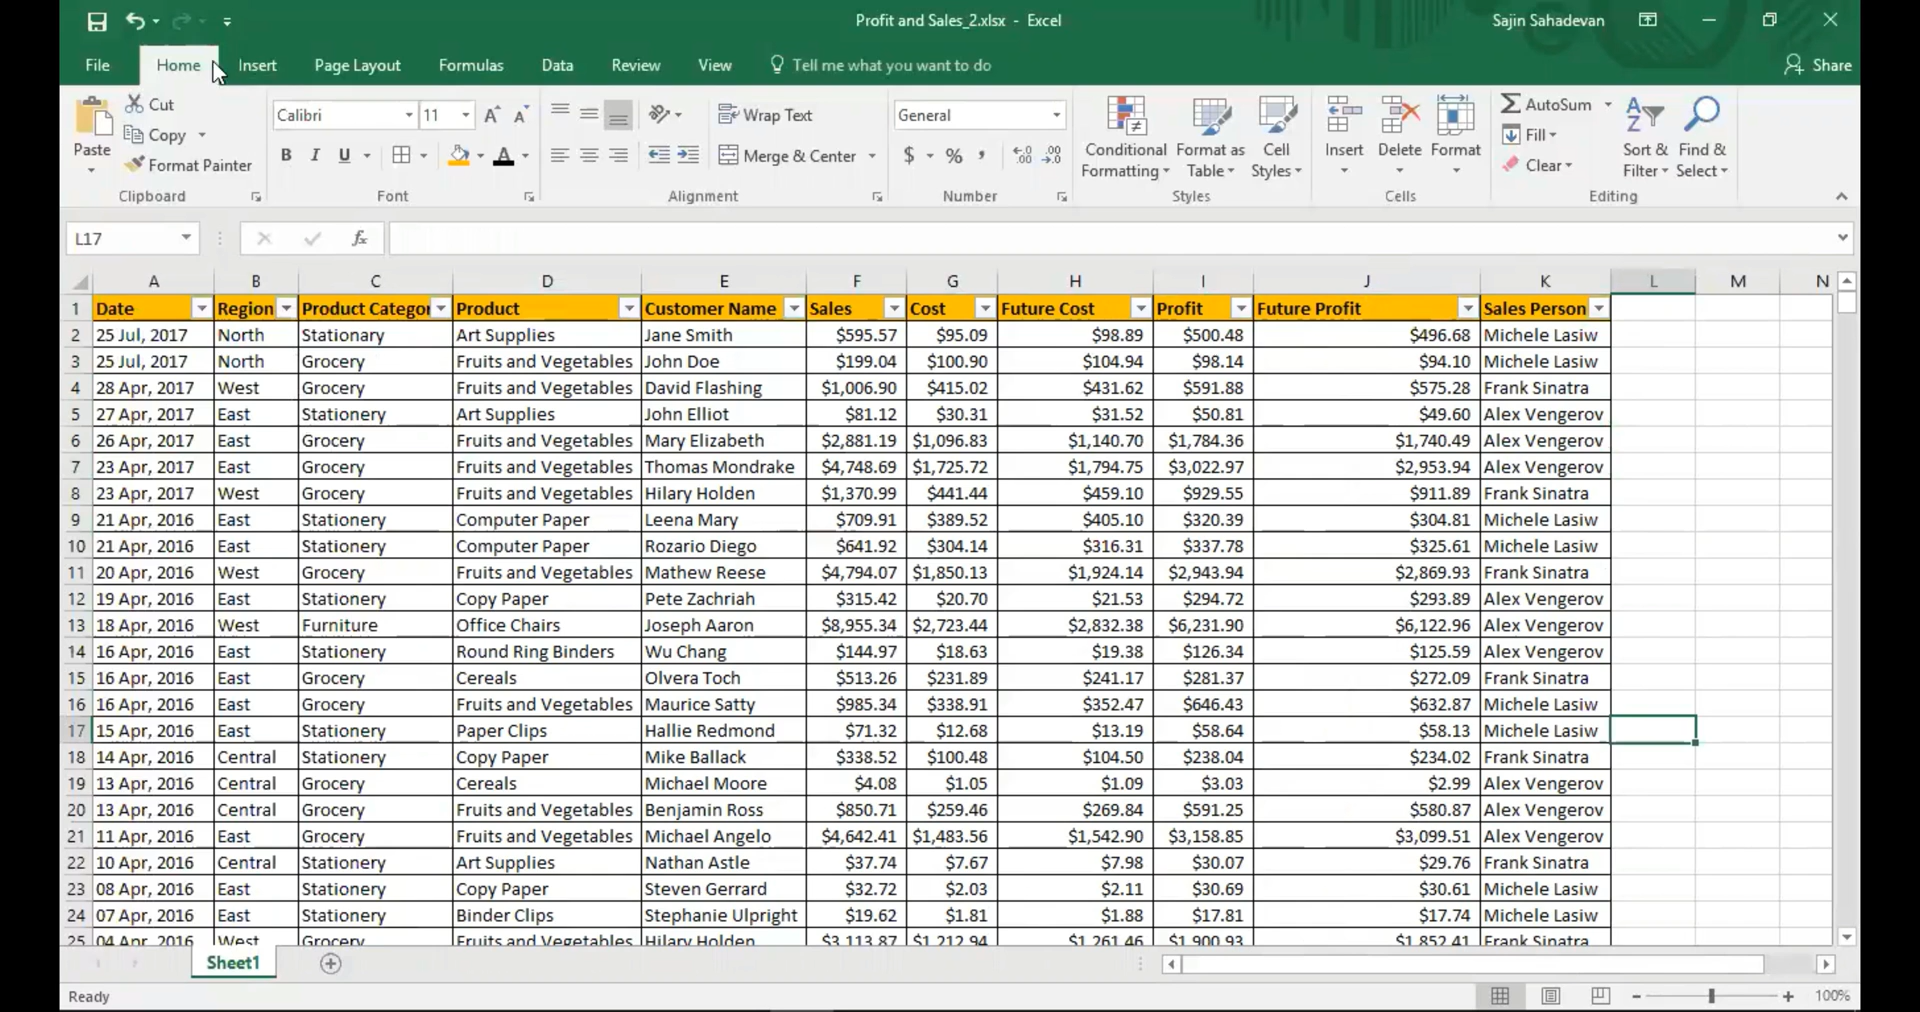 Profit and Sales_2.xlsx - Excel
Sajin Sahadevan
File Home Insert Page Layout Formulas Data Review View Tell me what you want to do Share
Paste
Cut
Copy
Format Painter
Clipboard
Calibri 11
B I U
Font
Wrap Text
Merge & Center
Alignment
General
$ % ,
Number
Conditional Formatting
Format as Table
Cell Styles
Styles
Insert Delete Format
Cells
AutoSum
Fill
Clear
Sort & Filter
Find & Select
Editing
L17 fx
A B C D E F G H I J K L M N
1 Date Region Product Categor Product Customer Name Sales Cost Future Cost Profit Future Profit Sales Person
2 25 Jul, 2017 North Stationary Art Supplies Jane Smith $595.57 $95.09 $98.89 $500.48 $496.68 Michele Lasiw
3 25 Jul, 2017 North Grocery Fruits and Vegetables John Doe $199.04 $100.90 $104.94 $98.14 $94.10 Michele Lasiw
4 28 Apr, 2017 West Grocery Fruits and Vegetables David Flashing $1,006.90 $415.02 $431.62 $591.88 $575.28 Frank Sinatra
5 27 Apr, 2017 East Stationery Art Supplies John Elliot $81.12 $30.31 $31.52 $50.81 $49.60 Alex Vengerov
6 26 Apr, 2017 East Grocery Fruits and Vegetables Mary Elizabeth $2,881.19 $1,096.83 $1,140.70 $1,784.36 $1,740.49 Alex Vengerov
7 23 Apr, 2017 East Grocery Fruits and Vegetables Thomas Mondrake $4,748.69 $1,725.72 $1,794.75 $3,022.97 $2,953.94 Alex Vengerov
8 23 Apr, 2017 West Grocery Fruits and Vegetables Hilary Holden $1,370.99 $441.44 $459.10 $929.55 $911.89 Frank Sinatra
9 21 Apr, 2016 East Stationery Computer Paper Leena Mary $709.91 $389.52 $405.10 $320.39 $304.81 Michele Lasiw
10 21 Apr, 2016 East Stationery Computer Paper Rozario Diego $641.92 $304.14 $316.31 $337.78 $325.61 Michele Lasiw
11 20 Apr, 2016 West Grocery Fruits and Vegetables Mathew Reese $4,794.07 $1,850.13 $1,924.14 $2,943.94 $2,869.93 Frank Sinatra
12 19 Apr, 2016 East Stationery Copy Paper Pete Zachriah $315.42 $20.70 $21.53 $294.72 $293.89 Alex Vengerov
13 18 Apr, 2016 West Furniture Office Chairs Joseph Aaron $8,955.34 $2,723.44 $2,832.38 $6,231.90 $6,122.96 Alex Vengerov
14 16 Apr, 2016 East Stationery Round Ring Binders Wu Chang $144.97 $18.63 $19.38 $126.34 $125.59 Alex Vengerov
15 16 Apr, 2016 East Grocery Cereals Olvera Toch $513.26 $231.89 $241.17 $281.37 $272.09 Frank Sinatra
16 16 Apr, 2016 East Grocery Fruits and Vegetables Maurice Satty $985.34 $338.91 $352.47 $646.43 $632.87 Michele Lasiw
17 15 Apr, 2016 East Stationery Paper Clips Hallie Redmond $71.32 $12.68 $13.19 $58.64 $58.13 Michele Lasiw
18 14 Apr, 2016 Central Stationery Copy Paper Mike Ballack $338.52 $100.48 $104.50 $238.04 $234.02 Frank Sinatra
19 13 Apr, 2016 Central Grocery Cereals Michael Moore $4.08 $1.05 $1.09 $3.03 $2.99 Alex Vengerov
20 13 Apr, 2016 Central Grocery Fruits and Vegetables Benjamin Ross $850.71 $259.46 $269.84 $591.25 $580.87 Alex Vengerov
21 11 Apr, 2016 East Grocery Fruits and Vegetables Michael Angelo $4,642.41 $1,483.56 $1,542.90 $3,158.85 $3,099.51 Alex Vengerov
22 10 Apr, 2016 Central Stationery Art Supplies Nathan Astle $37.74 $7.67 $7.98 $30.07 $29.76 Frank Sinatra
23 08 Apr, 2016 East Stationery Copy Paper Steven Gerrard $32.72 $2.03 $2.11 $30.69 $30.61 Michele Lasiw
24 07 Apr, 2016 East Stationery Binder Clips Stephanie Ulpright $19.62 $1.81 $1.88 $17.81 $17.74 Michele Lasiw
25 04 Apr, 2016 West Grocery Fruits and Vegetables Hilary Holden $3,113.87 $1,212.94 $1,261.46 $1,900.93 $1,852.41 Frank Sinatra
Sheet1
Ready
100%